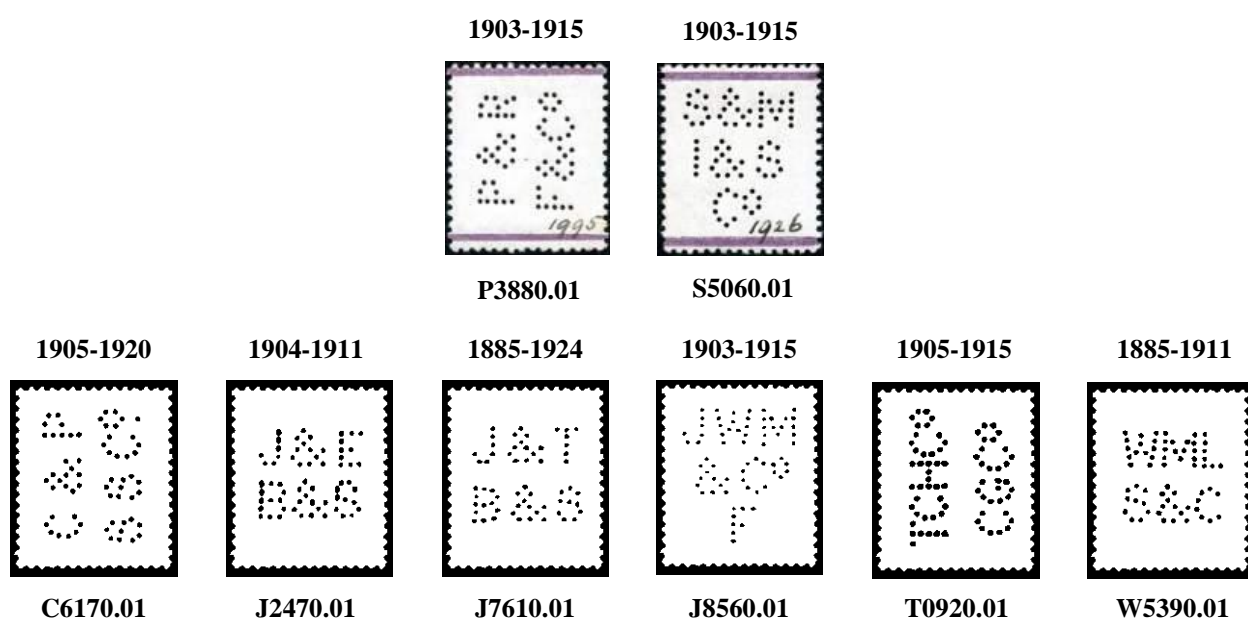 1903-1915 1903-1915
P&R
F&Co
1995
S&M
I&S
Co
1926
P3880.01 S5060.01
1905-1920 1904-1911 1885-1924 1903-1915 1905-1915 1885-1911
J&E
B&S
J&T
B&S
JWM
&Co
F
WML
S&C
C6170.01 J2470.01 J7610.01 J8560.01 T0920.01 W5390.01